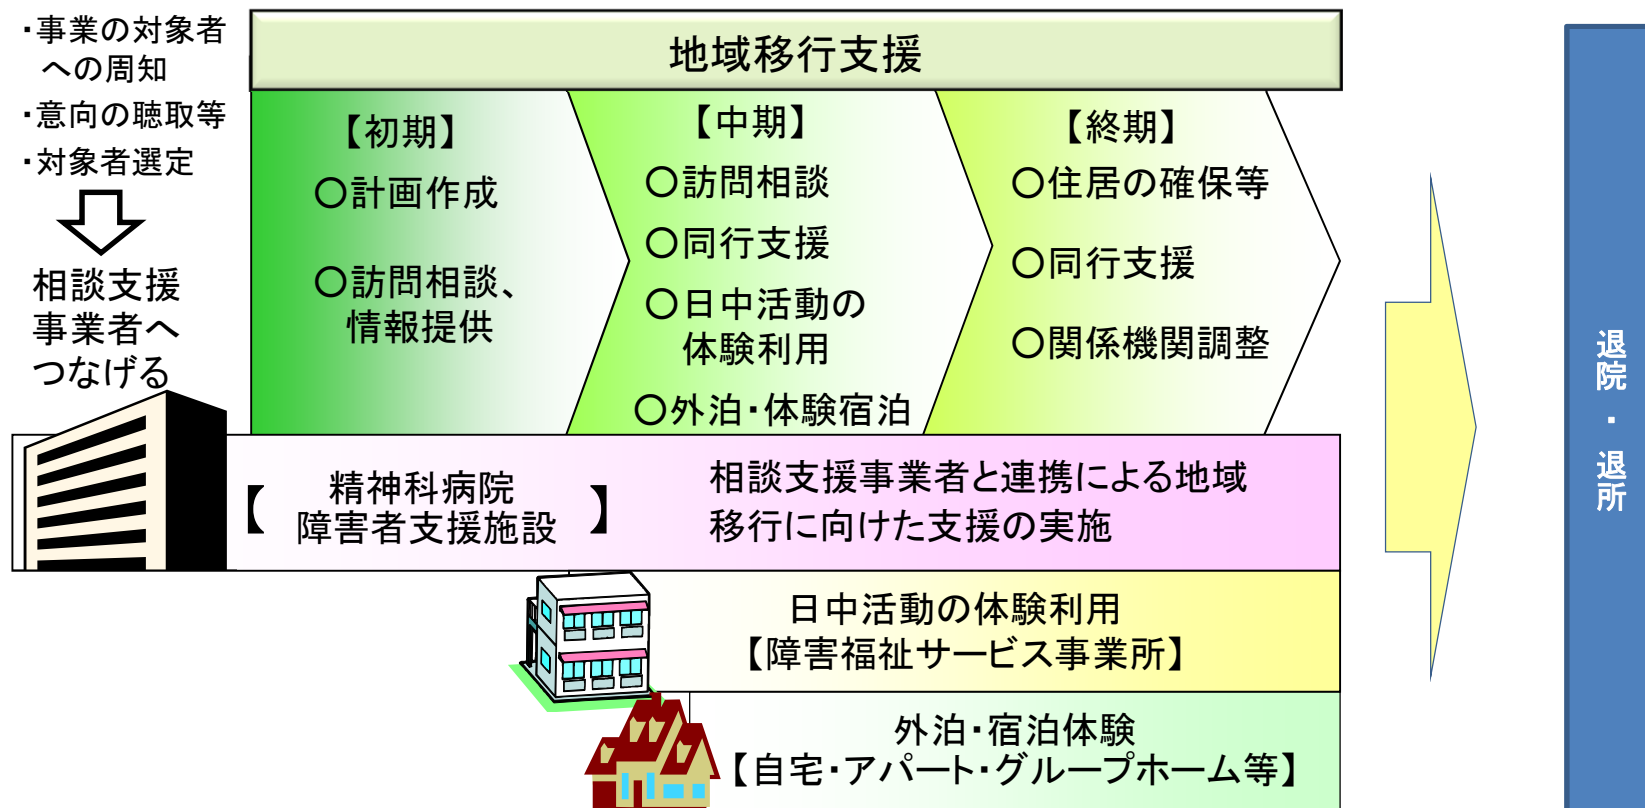 ・事業の対象者
への周知
・意向の聴取等
・対象者選定
相談支援
事業者へ
つなげる
地域移行支援
【初期】
○計画作成
○訪問相談、
情報提供
【中期】
○訪問相談
○同行支援
○日中活動の
体験利用
○外泊・体験宿泊
【終期】
○住居の確保等
○同行支援
○関係機関調整
【精神科病院
障害者支援施設】
相談支援事業者と連携による地域
移行に向けた支援の実施
日中活動の体験利用
【障害福祉サービス事業所】
外泊・宿泊体験
【自宅・アパート・グループホーム等】
退院・退所